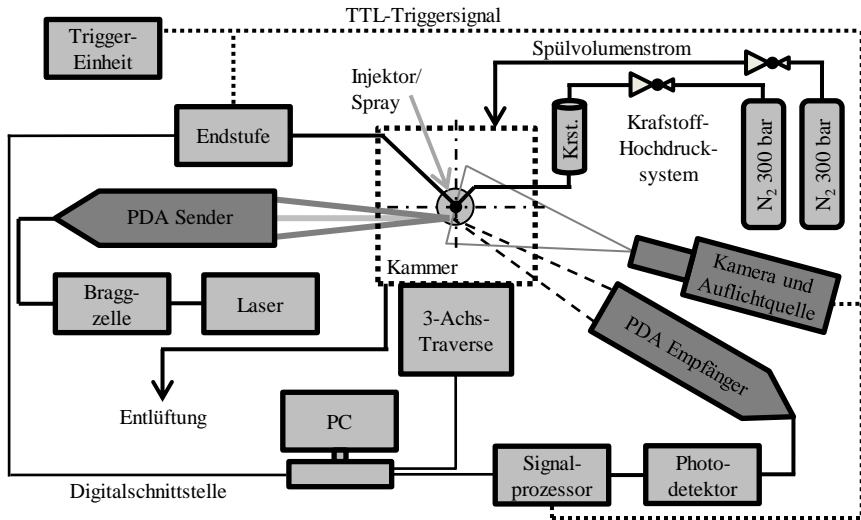 TTL-Triggersignal
Trigger-
Einheit
Spülvolumenstrom
Injektor/
Spray
Endstufe
Krst.
Krafstoff-
Hochdruck-
system
N2 300 bar
N2 300 bar
PDA Sender
Kammer
Kamera und
Auflichtquelle
Bragg-
zelle
Laser
3-Achs-
Traverse
PDA Empfänger
Entlüftung
PC
Digitalschnittstelle
Signal-
prozessor
Photo-
detektor